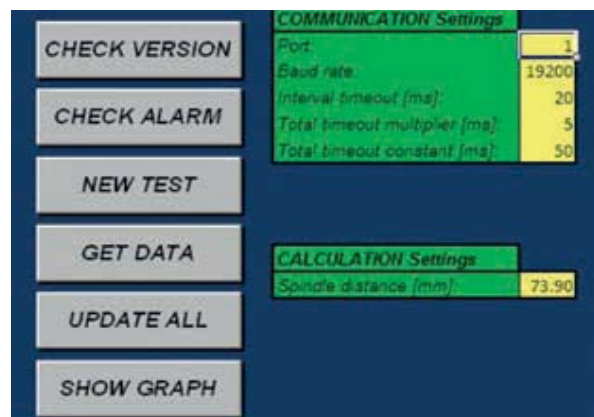 CHECK VERSION
CHECK ALARM
NEW TEST
GET DATA
UPDATE ALL
SHOW GRAPH
COMMUNICATION Settings
Port: 1
Baud rate: 19200
Interval timeout [ms]: 20
Total timeout multiplier [ms]: 5
Total timeout constant [ms]: 50
CALCULATION Settings
Spindle distance [mm]: 73.90